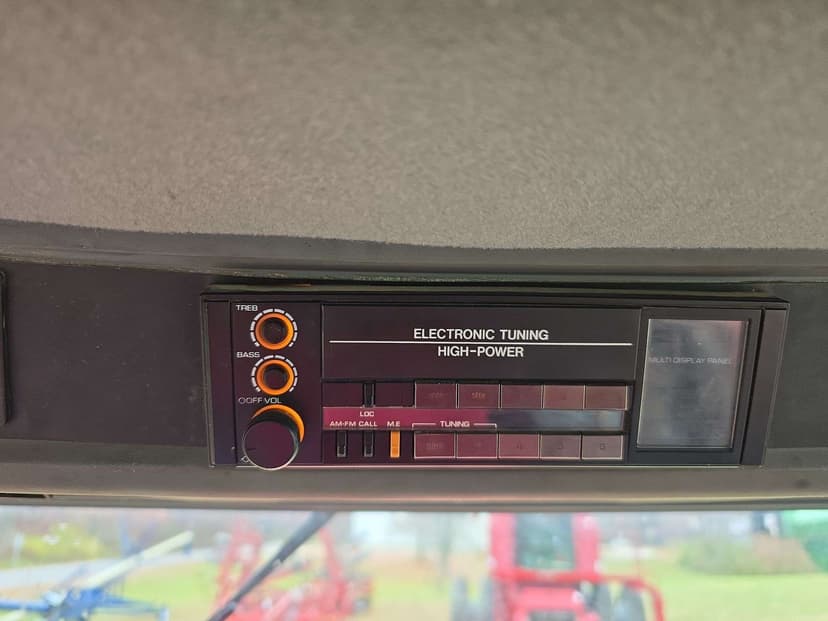 TREB
BASS
OFF VOL
ELECTRONIC TUNING
HIGH-POWER
MULTI DISPLAY PANEL
LOC
AM-FM CALL M.E
TUNING